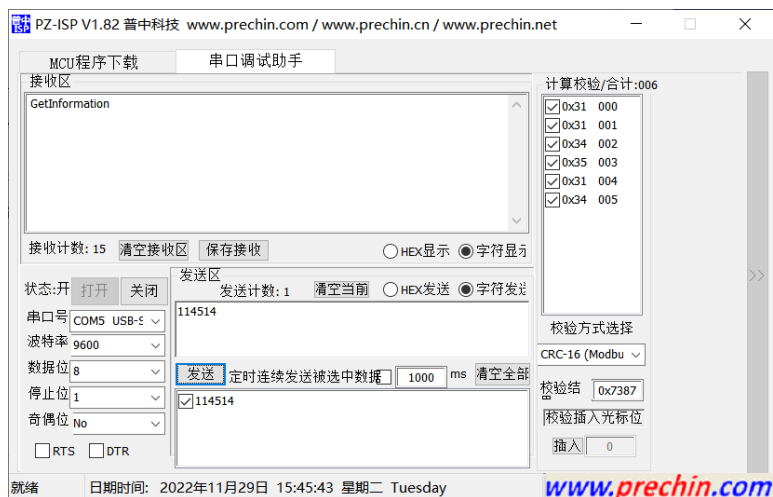 PZ-ISP V1.82 普中科技 www.prechin.com / www.prechin.cn / www.prechin.net
MCU程序下载 串口调试助手
接收区
GetInformation
接收计数: 15 清空接收区 保存接收 HEX显示 字符显示
状态:开 打开 关闭
串口号 COM5 USB-S
波特率 9600
数据位 8
停止位 1
奇偶位 No
RTS DTR
发送区
发送计数: 1 清空当前 HEX发送 字符发送
114514
发送 定时连续发送被选中数据 1000 ms 清空全部
114514
计算校验/合计:006
0x31 000
0x31 001
0x34 002
0x35 003
0x31 004
0x34 005
校验方式选择
CRC-16 (Modbu
校验结 0x7387
校验插入光标位
插入 0
就绪 日期时间: 2022年11月29日 15:45:43 星期二 Tuesday
www.prechin.com